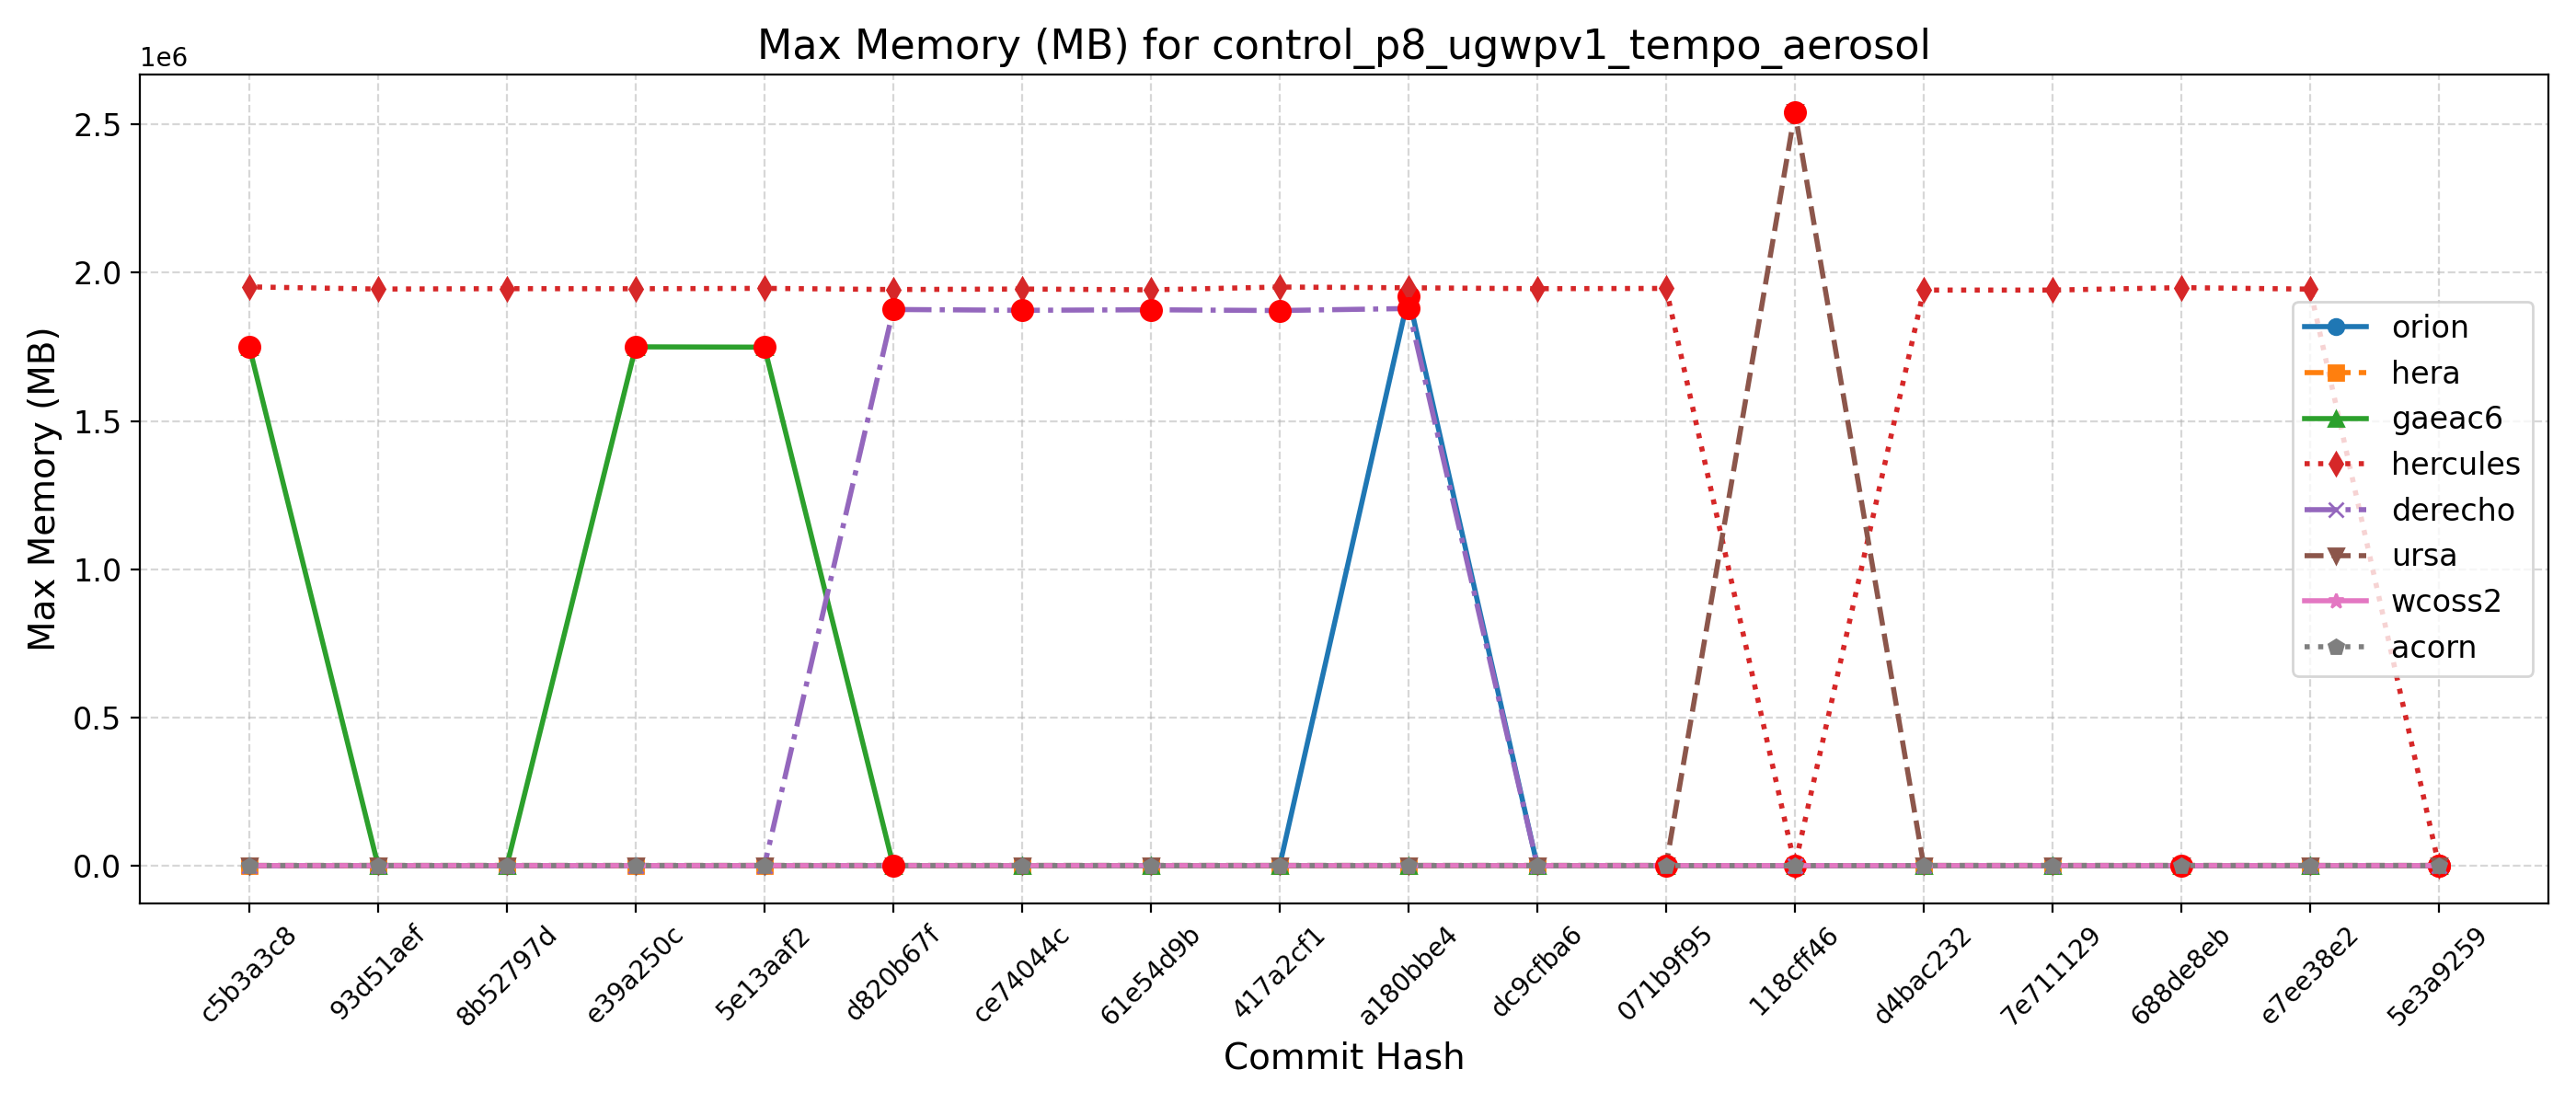 Max Memory (MB) for control_p8_ugwpv1_tempo_aerosol
1e6
2.5
2.0
1.5
1.0
0.5
0.0
Max Memory (MB)
orion
hera
gaeac6
hercules
derecho
ursa
wcoss2
acorn
c5b3a3c8
93d51aef
8b52797d
e39a250c
5e13aaf2
d820b67f
ce74044c
61e54d9b
417a2cf1
a180bbe4
dc9cfba6
071b9f95
118cff46
d4bac232
7e711129
688de8eb
e7ee38e2
5e3a9259
Commit Hash